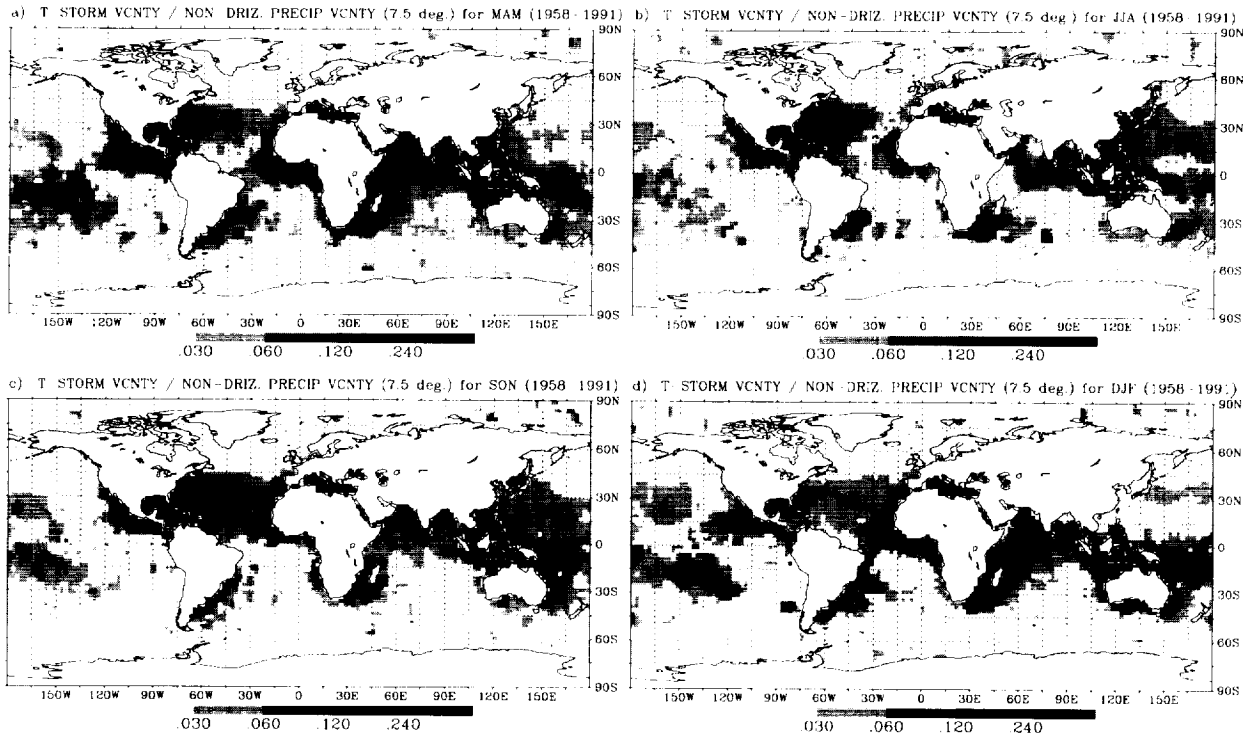 a) T STORM VCNTY / NON DRIZ. PRECIP VCNTY (7.5 deg.) for MAM (1958-1991)
90N
60N
30N
0
30S
60S
90S
150W 120W 90W 60W 30W 0 30E 60E 90E 120E 150E
.030 .060 .120 .240
b) T STORM VCNTY / NON-DRIZ. PRECIP VCNTY (7.5 deg) for JJA (1958-1991)
90N
60N
30N
0
30S
60S
90S
150W 120W 90W 60W 30W 0 30E 60E 90E 120E 150E
.030 .060 .120 .240
c) T STORM VCNTY / NON-DRIZ. PRECIP VCNTY (7.5 deg.) for SON (1958 1991)
90N
60N
30N
0
30S
60S
90S
150W 120W 90W 60W 30W 0 30E 60E 90E 120E 150E
.030 .060 .120 .240
d) T STORM VCNTY / NON-DRIZ. PRECIP VCNTY (7.5 deg.) for DJF (1958-1991)
90N
60N
30N
0
30S
60S
90S
150W 120W 90W 60W 30W 0 30E 60E 90E 120E 150E
.030 .060 .120 .240